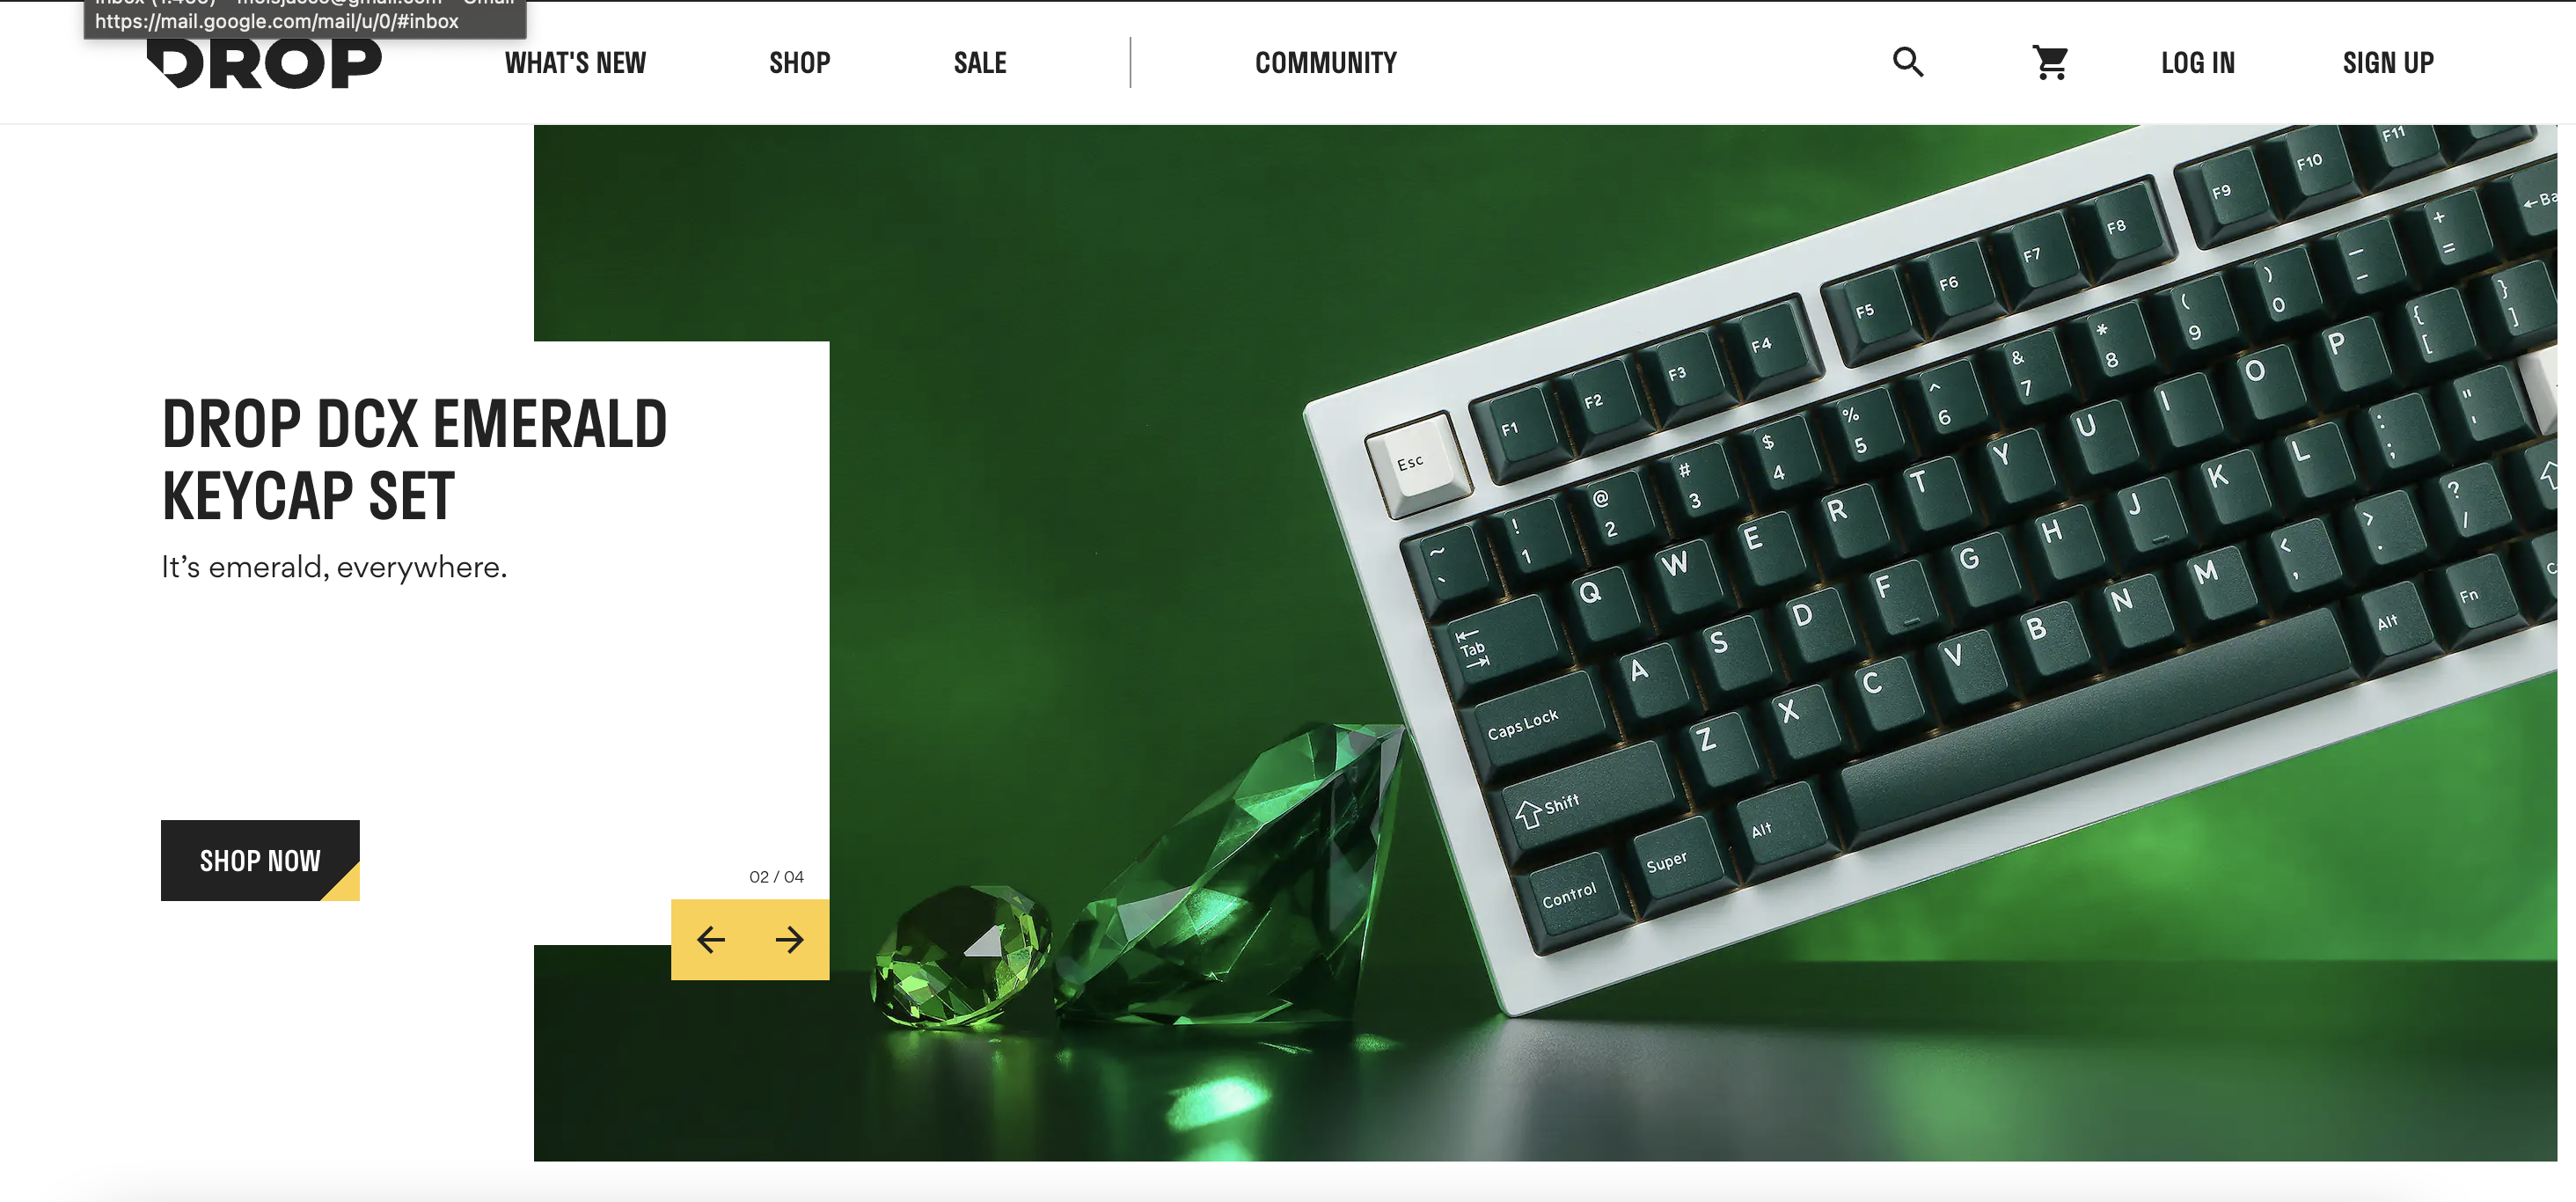 https://mail.google.com/mail/u/0/#inbox
DROP
WHAT'S NEW
SHOP
SALE
COMMUNITY
LOG IN
SIGN UP
DROP DCX EMERALD
KEYCAP SET
It’s emerald, everywhere.
SHOP NOW
02 / 04
Esc F1 F2 F3 F4 F5 F6 F7 F8 F9 F10 F11
~ ! @ # $ % ^ & * ( ) _ +
` 1 2 3 4 5 6 7 8 9 0 - =
Tab Q W E R T Y U I O P { [ } ]
Caps Lock A S D F G H J K L : ; " '
Shift Z X C V B N M < , > . ? /
Control Super Alt Alt Fn